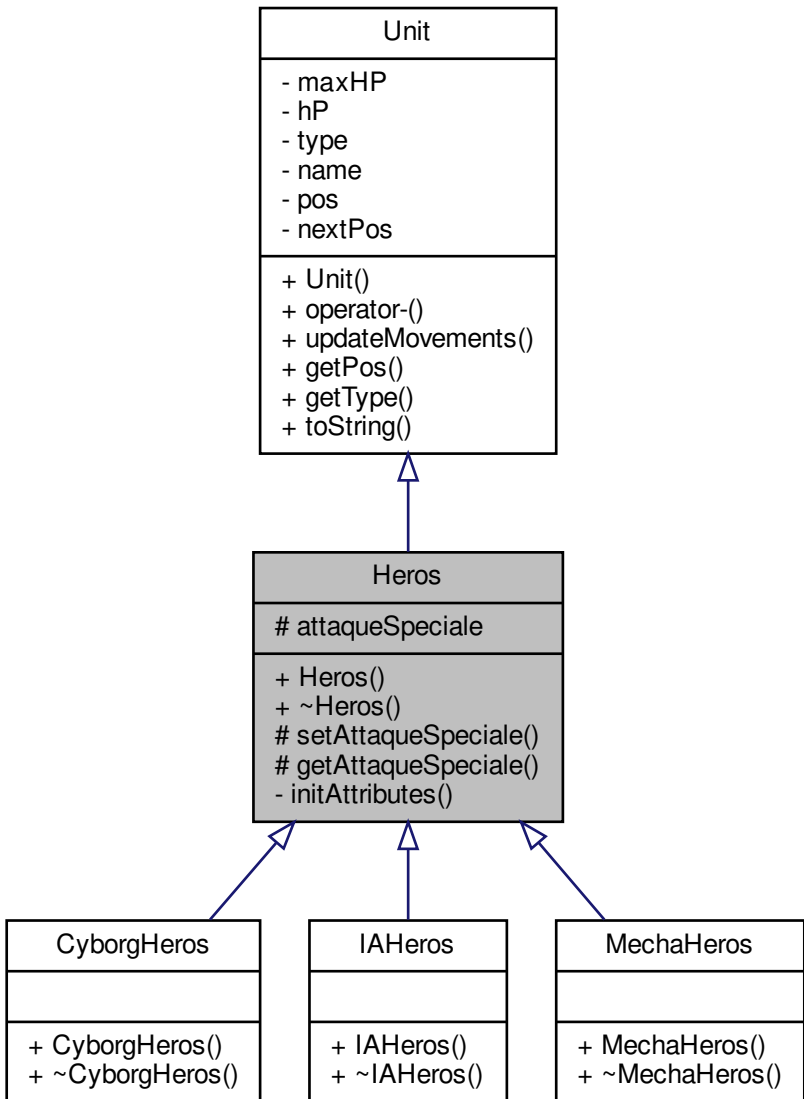 Unit
- maxHP
- hP
- type
- name
- pos
- nextPos
+ Unit()
+ operator-()
+ updateMovements()
+ getPos()
+ getType()
+ toString()
Heros
# attaqueSpeciale
+ Heros()
+ ~Heros()
# setAttaqueSpeciale()
# getAttaqueSpeciale()
- initAttributes()
CyborgHeros
+ CyborgHeros()
+ ~CyborgHeros()
IAHeros
+ IAHeros()
+ ~IAHeros()
MechaHeros
+ MechaHeros()
+ ~MechaHeros()